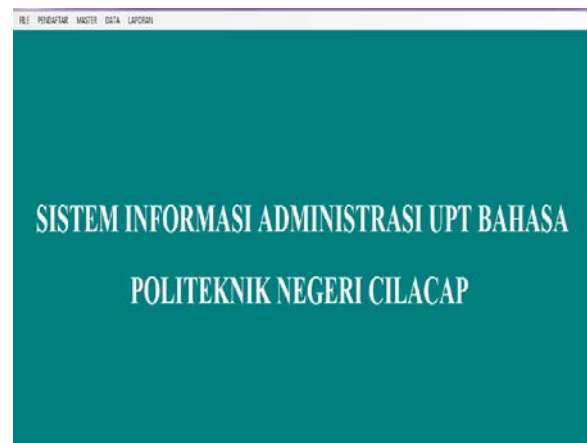 FILE PENDAFTAR MASTER DATA LAPORAN
SISTEM INFORMASI ADMINISTRASI UPT BAHASA
POLITEKNIK NEGERI CILACAP